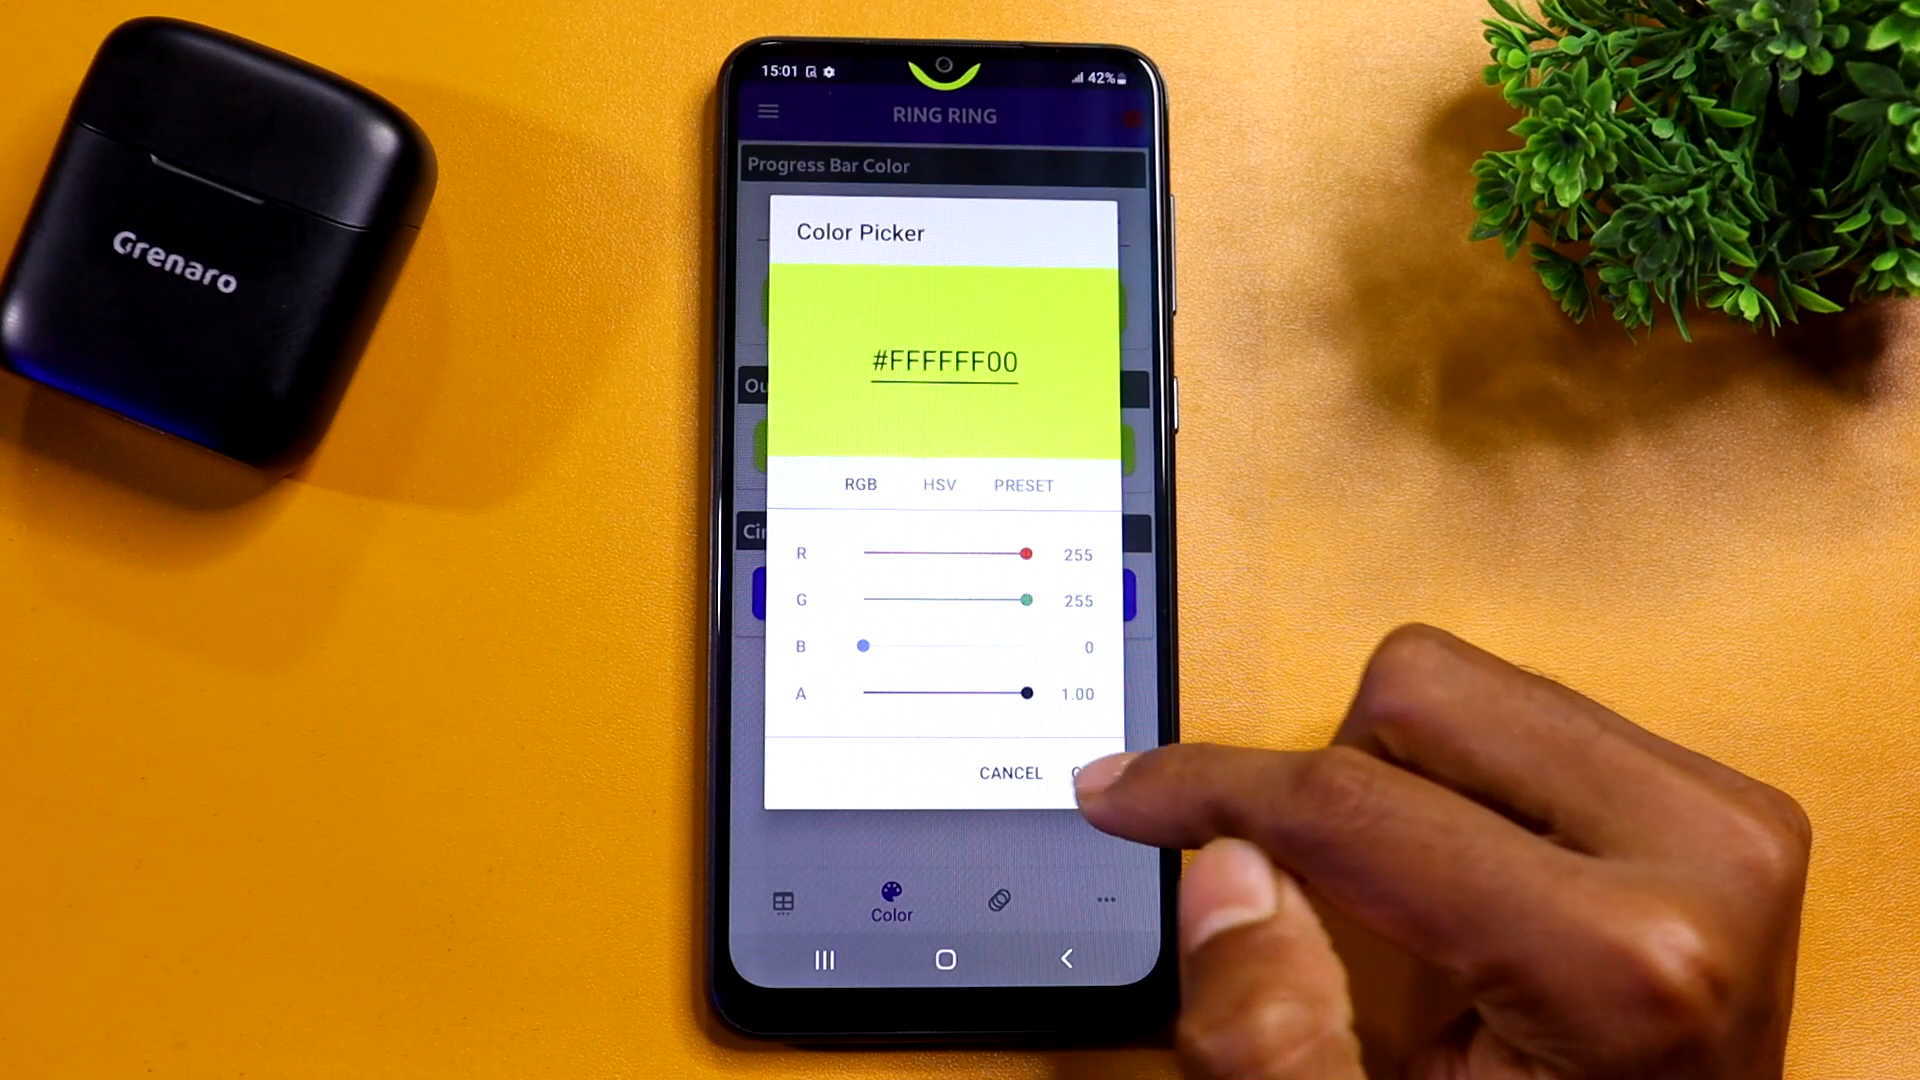 Grenaro
15:01
42%
RING RING
Progress Bar Color
Color Picker
#FFFFFF00
RGB HSV PRESET
R 255
G 255
B 0
A 1.00
CANCEL
Color